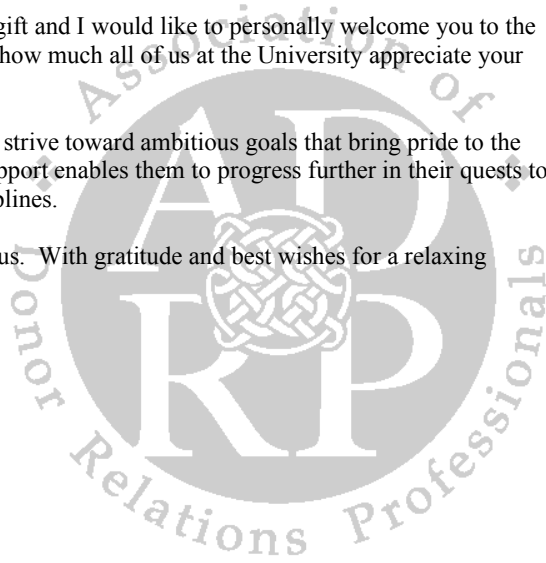 gift and I would like to personally welcome you to the
how much all of us at the University appreciate your
strive toward ambitious goals that bring pride to the
pport enables them to progress further in their quests to
plines.
us.  With gratitude and best wishes for a relaxing
Association of
Donor Relations Professionals
AD
RP